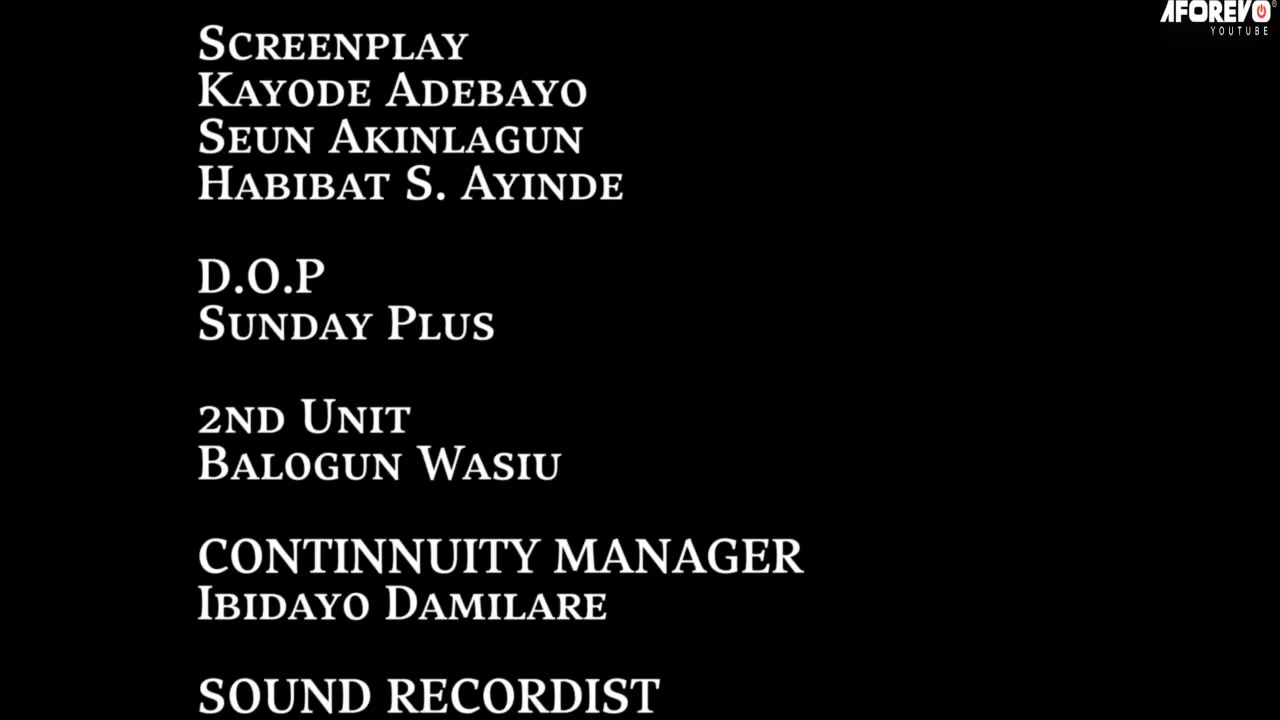 AFOREVO
YOUTUBE
Screenplay
Kayode Adebayo
Seun Akinlagun
Habibat S. Ayinde
D.O.P
Sunday Plus
2nd Unit
Balogun Wasiu
CONTINNUITY MANAGER
Ibidayo Damilare
SOUND RECORDIST